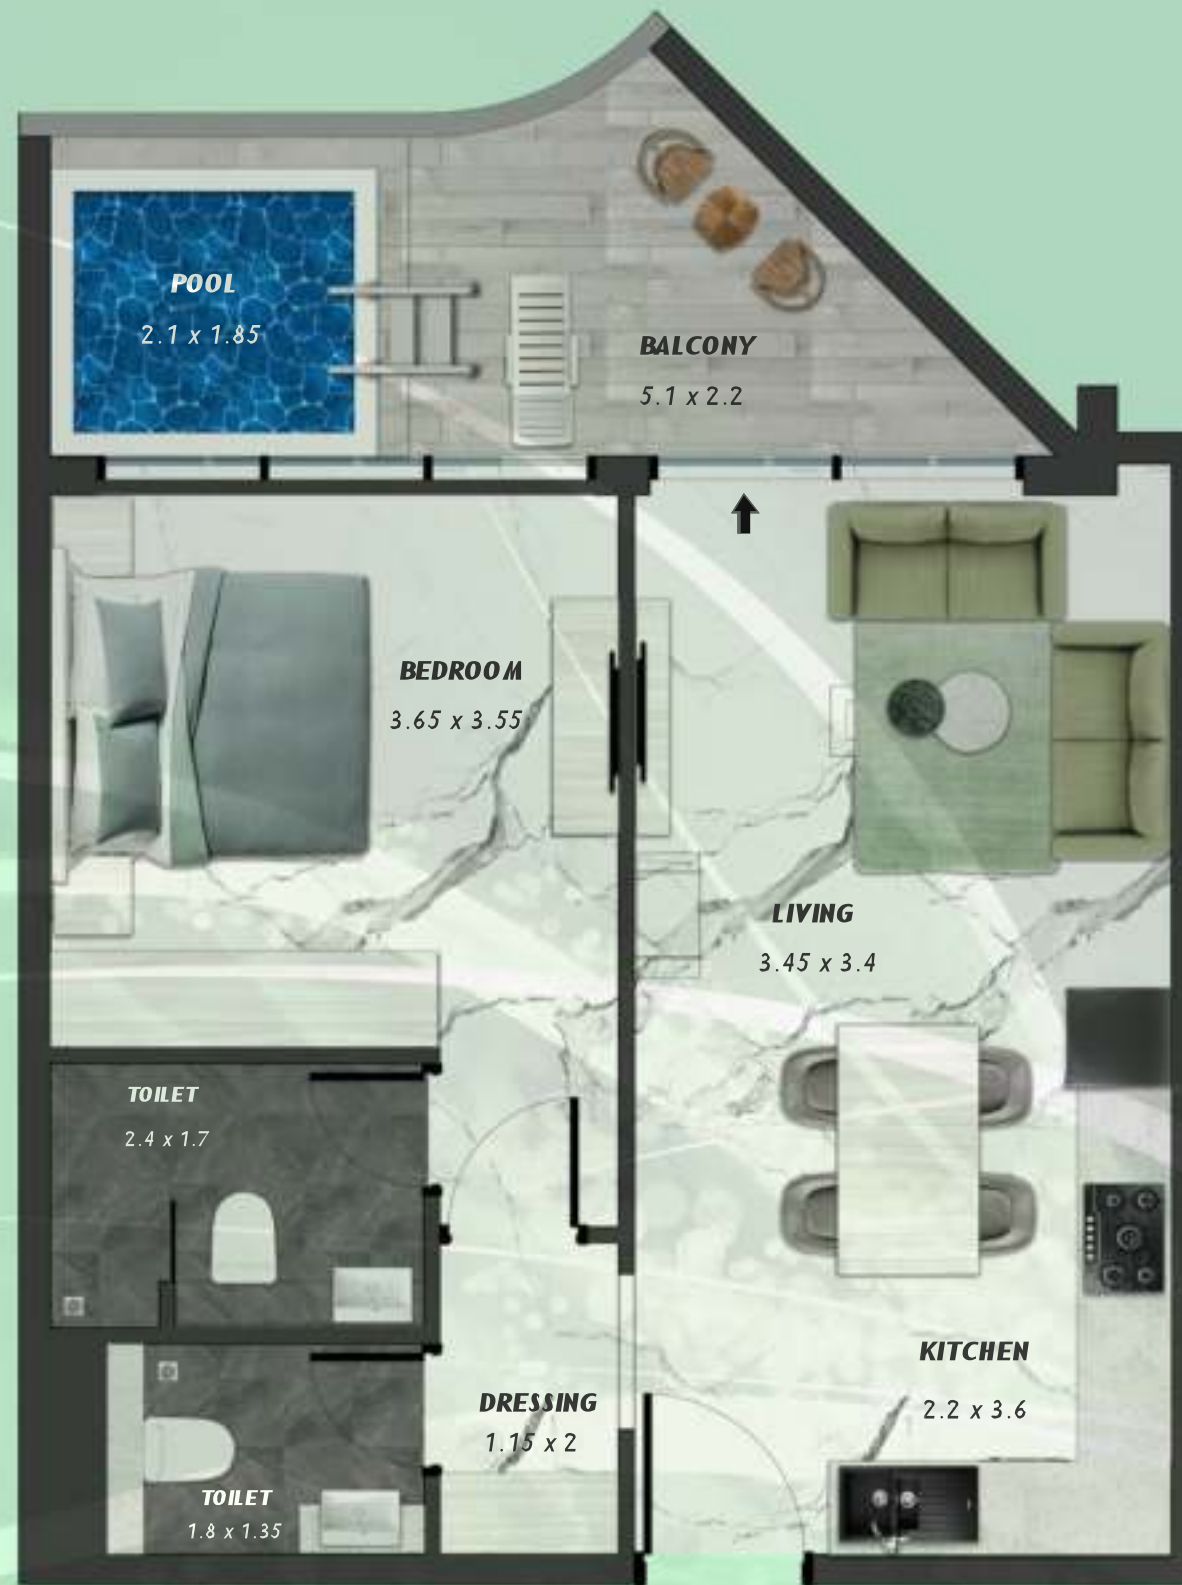 POOL
2.1 x 1.85
BALCONY
5.1 x 2.2
BEDROOM
3.65 x 3.55
LIVING
3.45 x 3.4
TOILET
2.4 x 1.7
KITCHEN
2.2 x 3.6
DRESSING
1.15 x 2
TOILET
1.8 x 1.35